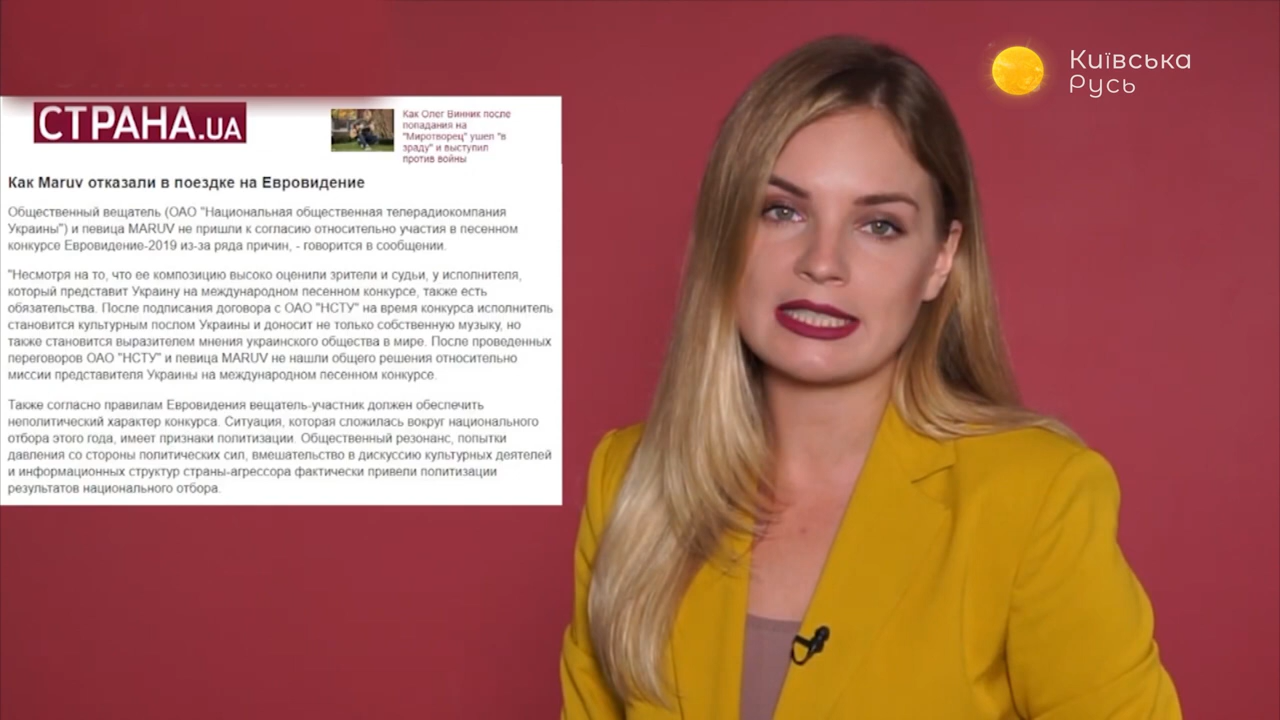 Київська
Русь
СТРАНА.UA
Как Олег Винник после
попадания на
"Миротворец" ушел "в
зраду" и выступил
против войны
Как Maruv отказали в поездке на Евровидение
Общественный вещатель (ОАО "Национальная общественная телерадиокомпания
Украины") и певица MARUV не пришли к согласию относительно участия в песенном
конкурсе Евровидение-2019 из-за ряда причин, - говорится в сообщении.
"Несмотря на то, что ее композицию высоко оценили зрители и судьи, у исполнителя,
который представит Украину на международном песенном конкурсе, также есть
обязательства. После подписания договора с ОАО "НСТУ" на время конкурса исполнитель
становится культурным послом Украины и доносит не только собственную музыку, но
также становится выразителем мнения украинского общества в мире. После проведенных
переговоров ОАО "НСТУ" и певица MARUV не нашли общего решения относительно
миссии представителя Украины на международном песенном конкурсе.
Также согласно правилам Евровидения вещатель-участник должен обеспечить
неполитический характер конкурса. Ситуация, которая сложилась вокруг национального
отбора этого года, имеет признаки политизации. Общественный резонанс, попытки
давления со стороны политических сил, вмешательство в дискуссию культурных деятелей
и информационных структур страны-агрессора фактически привели политизации
результатов национального отбора.